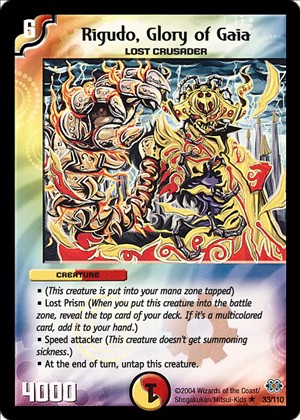 6
Rigudo, Glory of Gaia
LOST CRUSADER
CREATURE
▪ (This creature is put into your mana zone tapped)
▪ Lost Prism (When you put this creature into the battle
zone, reveal the top card of your deck. If it's a multicolored
card, add it to your hand.)
▪ Speed attacker (This creature doesn't get summoning
sickness.)
▪ At the end of turn, untap this creature.
4000
1
©2004 Wizards of the Coast/
Shogakukan/Mitsui-Kids ★ 33/110